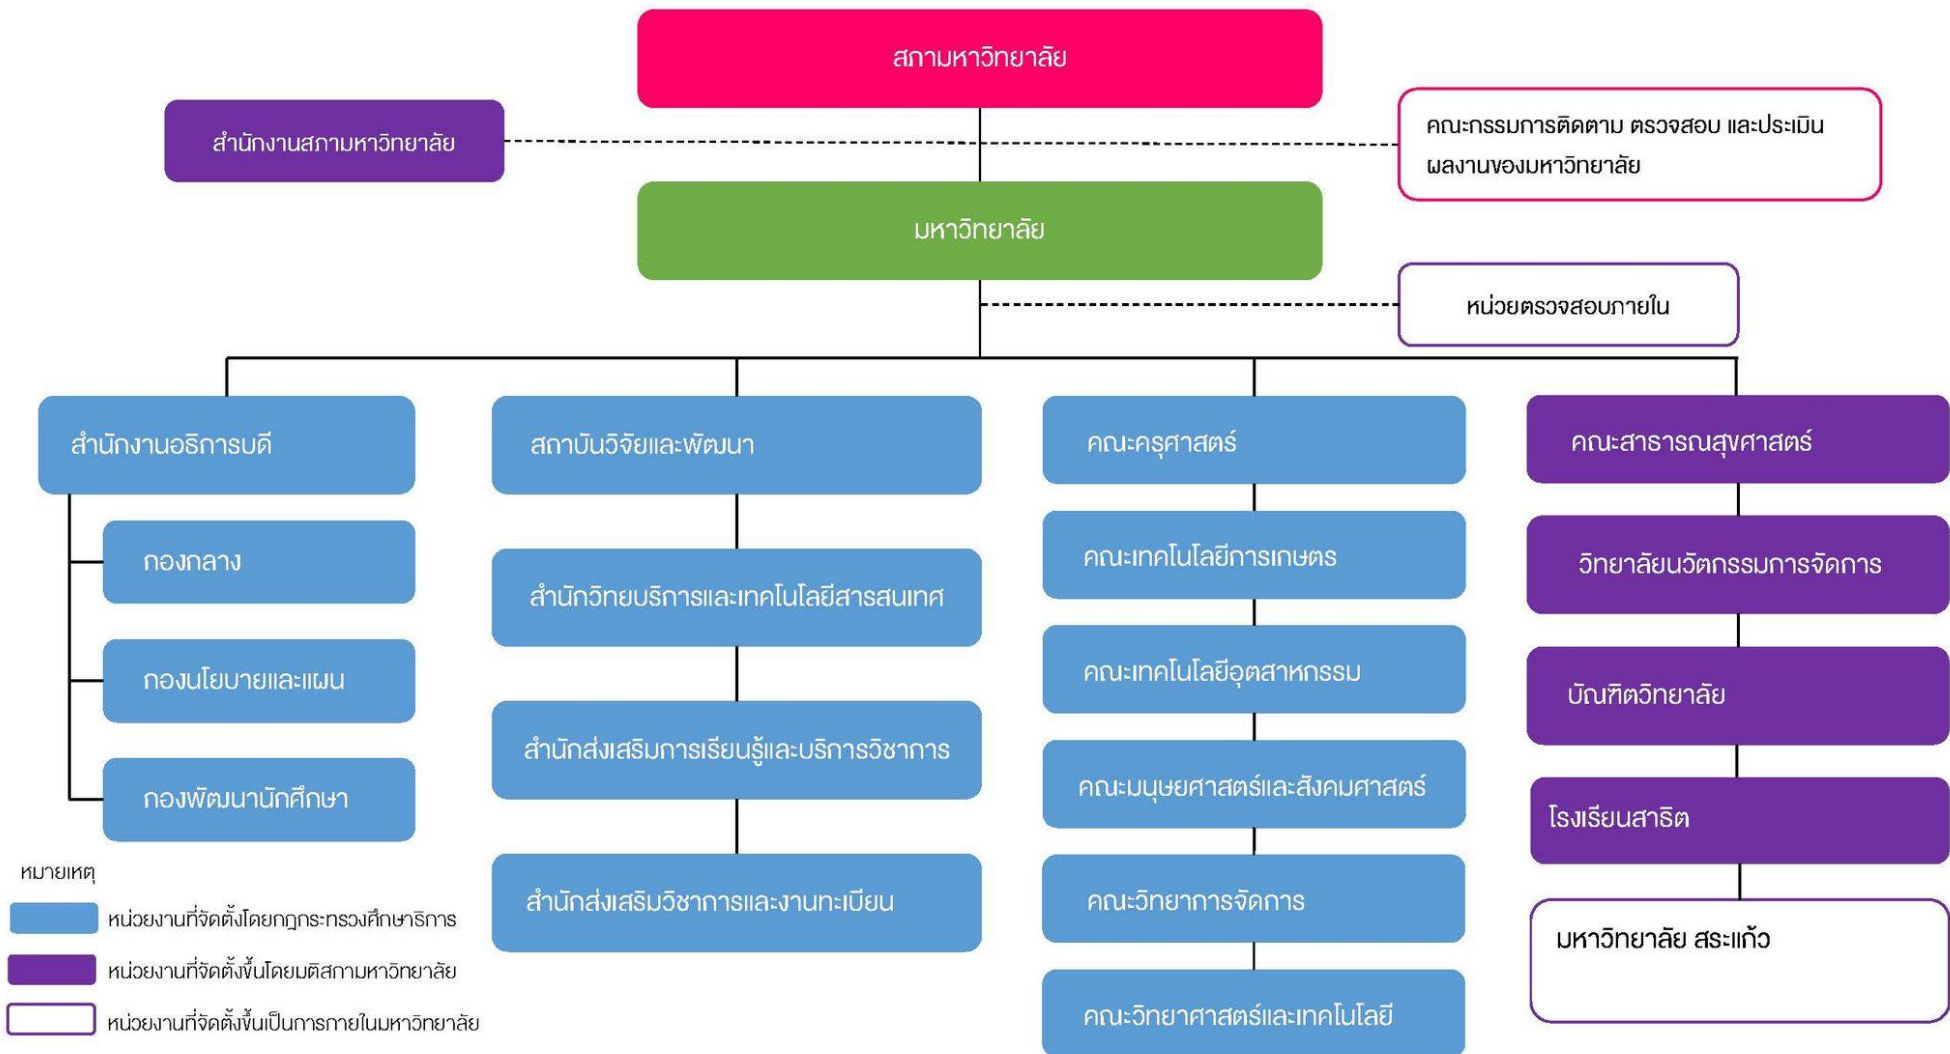 สภามหาวิทยาลัย
สำนักงานสภามหาวิทยาลัย
คณะกรรมการติดตาม ตรวจสอบ และประเมิน
ผลงานของมหาวิทยาลัย
มหาวิทยาลัย
หน่วยตรวจสอบภายใน
สำนักงานอธิการบดี
กองกลาง
กองนโยบายและแผน
กองพัฒนานักศึกษา
สถาบันวิจัยและพัฒนา
สำนักวิทยบริการและเทคโนโลยีสารสนเทศ
สำนักส่งเสริมการเรียนรู้และบริการวิชาการ
สำนักส่งเสริมวิชาการและงานทะเบียน
คณะครุศาสตร์
คณะเทคโนโลยีการเกษตร
คณะเทคโนโลยีอุตสาหกรรม
คณะมนุษยศาสตร์และสังคมศาสตร์
คณะวิทยาการจัดการ
คณะวิทยาศาสตร์และเทคโนโลยี
คณะสาธารณสุขศาสตร์
วิทยาลัยนวัตกรรมการจัดการ
บัณฑิตวิทยาลัย
โรงเรียนสาธิต
มหาวิทยาลัย สระแก้ว
หมายเหตุ
หน่วยงานที่จัดตั้งโดยกฎกระทรวงศึกษาธิการ
หน่วยงานที่จัดตั้งขึ้นโดยมติสภามหาวิทยาลัย
หน่วยงานที่จัดตั้งขึ้นเป็นการภายในมหาวิทยาลัย